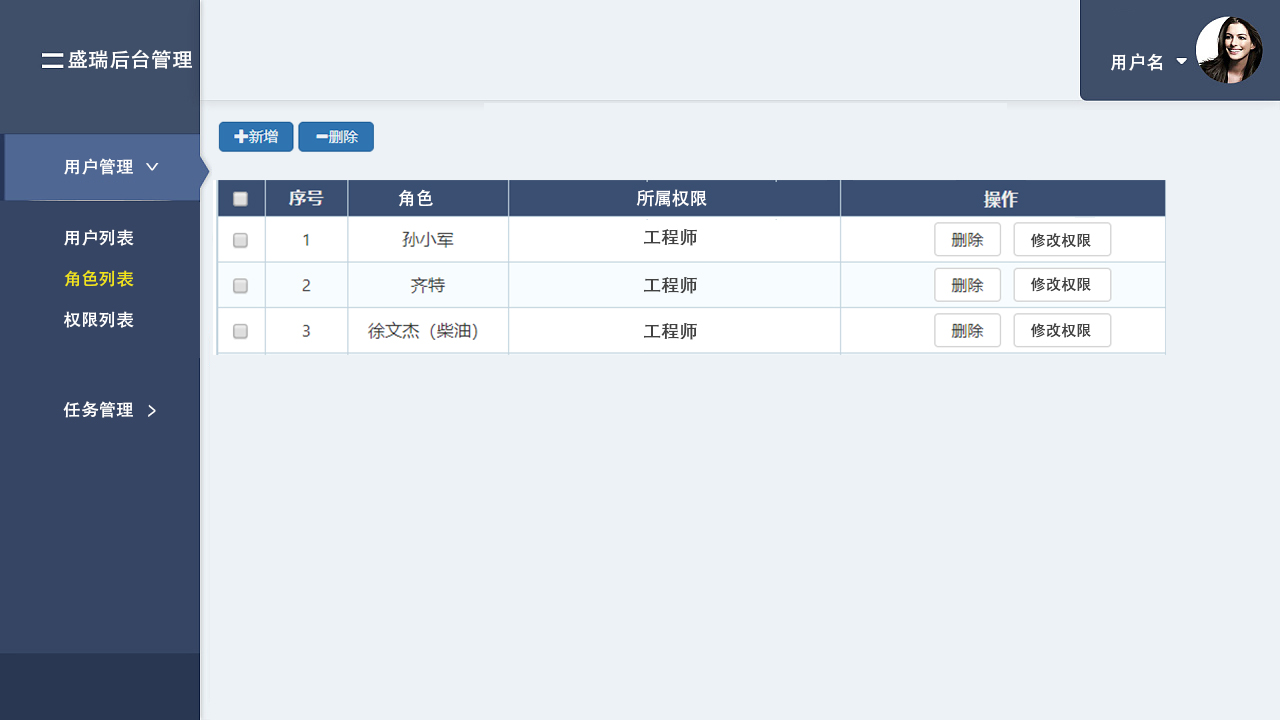 盛瑞后台管理
用户名
用户管理
用户列表
角色列表
权限列表
任务管理
新增 删除
序号 角色 所属权限 操作
1 孙小军 工程师 删除 修改权限
2 齐特 工程师 删除 修改权限
3 徐文杰（柴油） 工程师 删除 修改权限